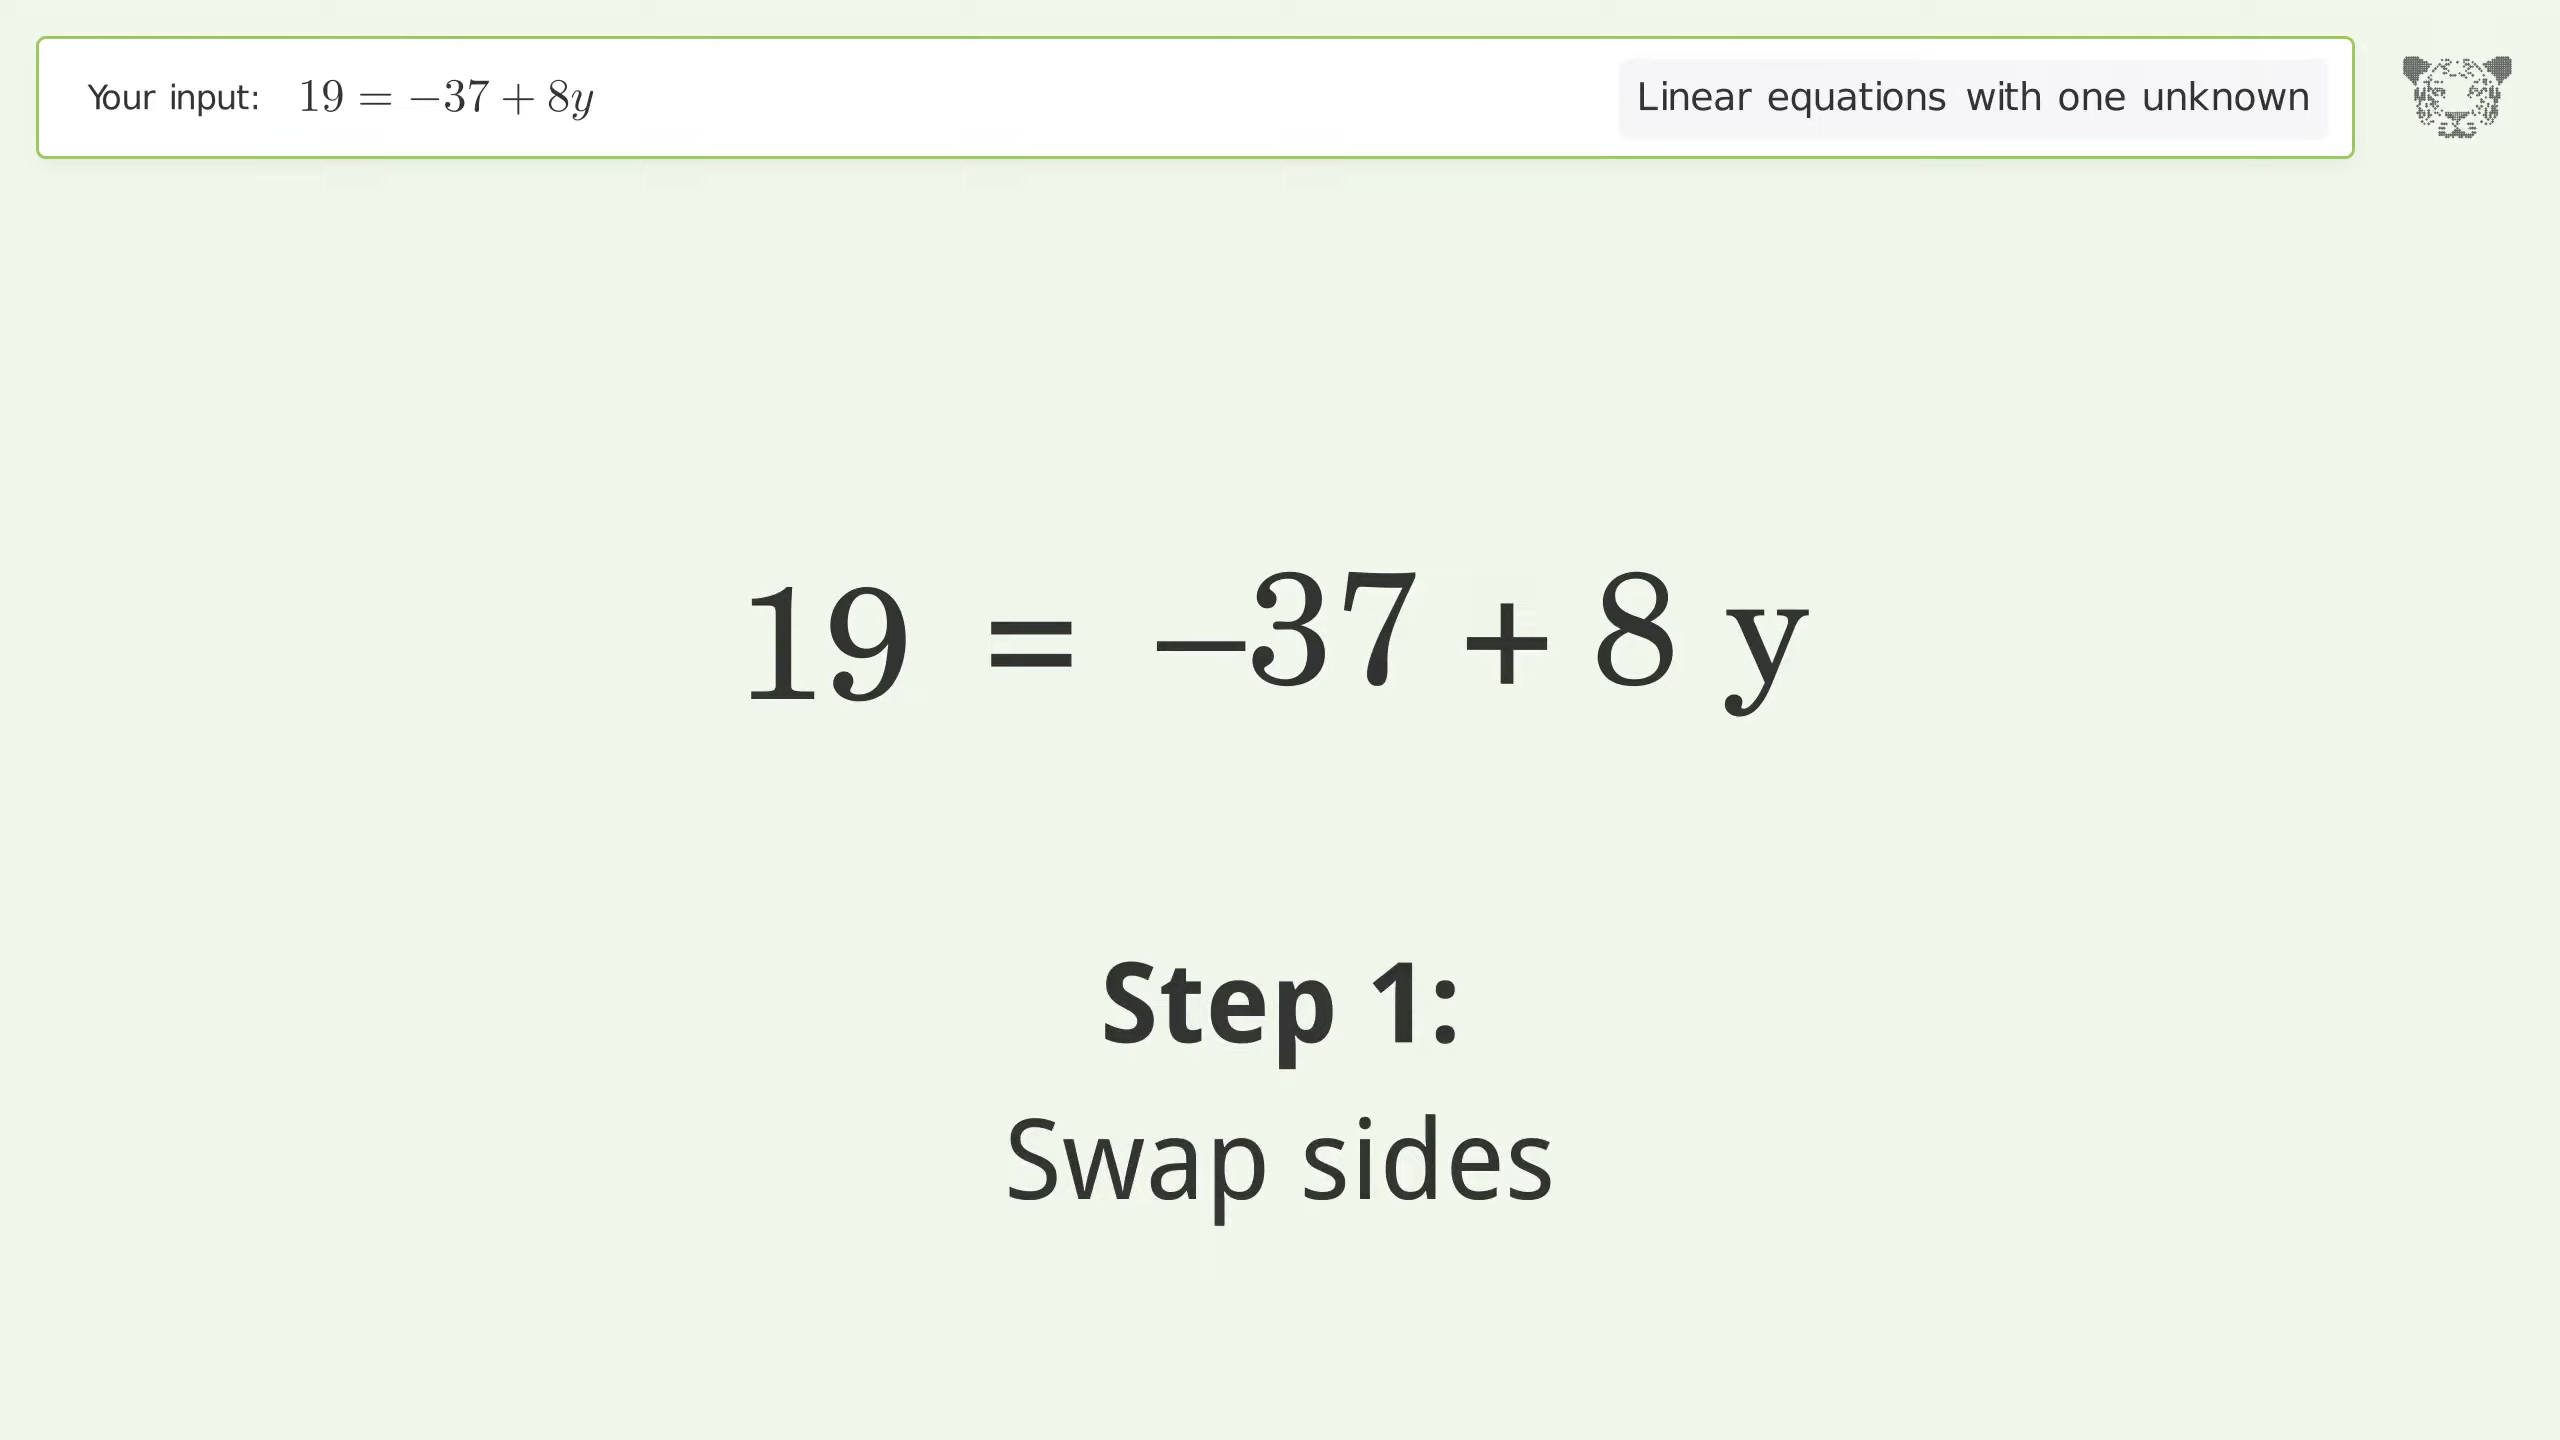 Your input: 19 = −37 + 8y
Linear equations with one unknown
19 = −37 + 8 y
Step 1:
Swap sides